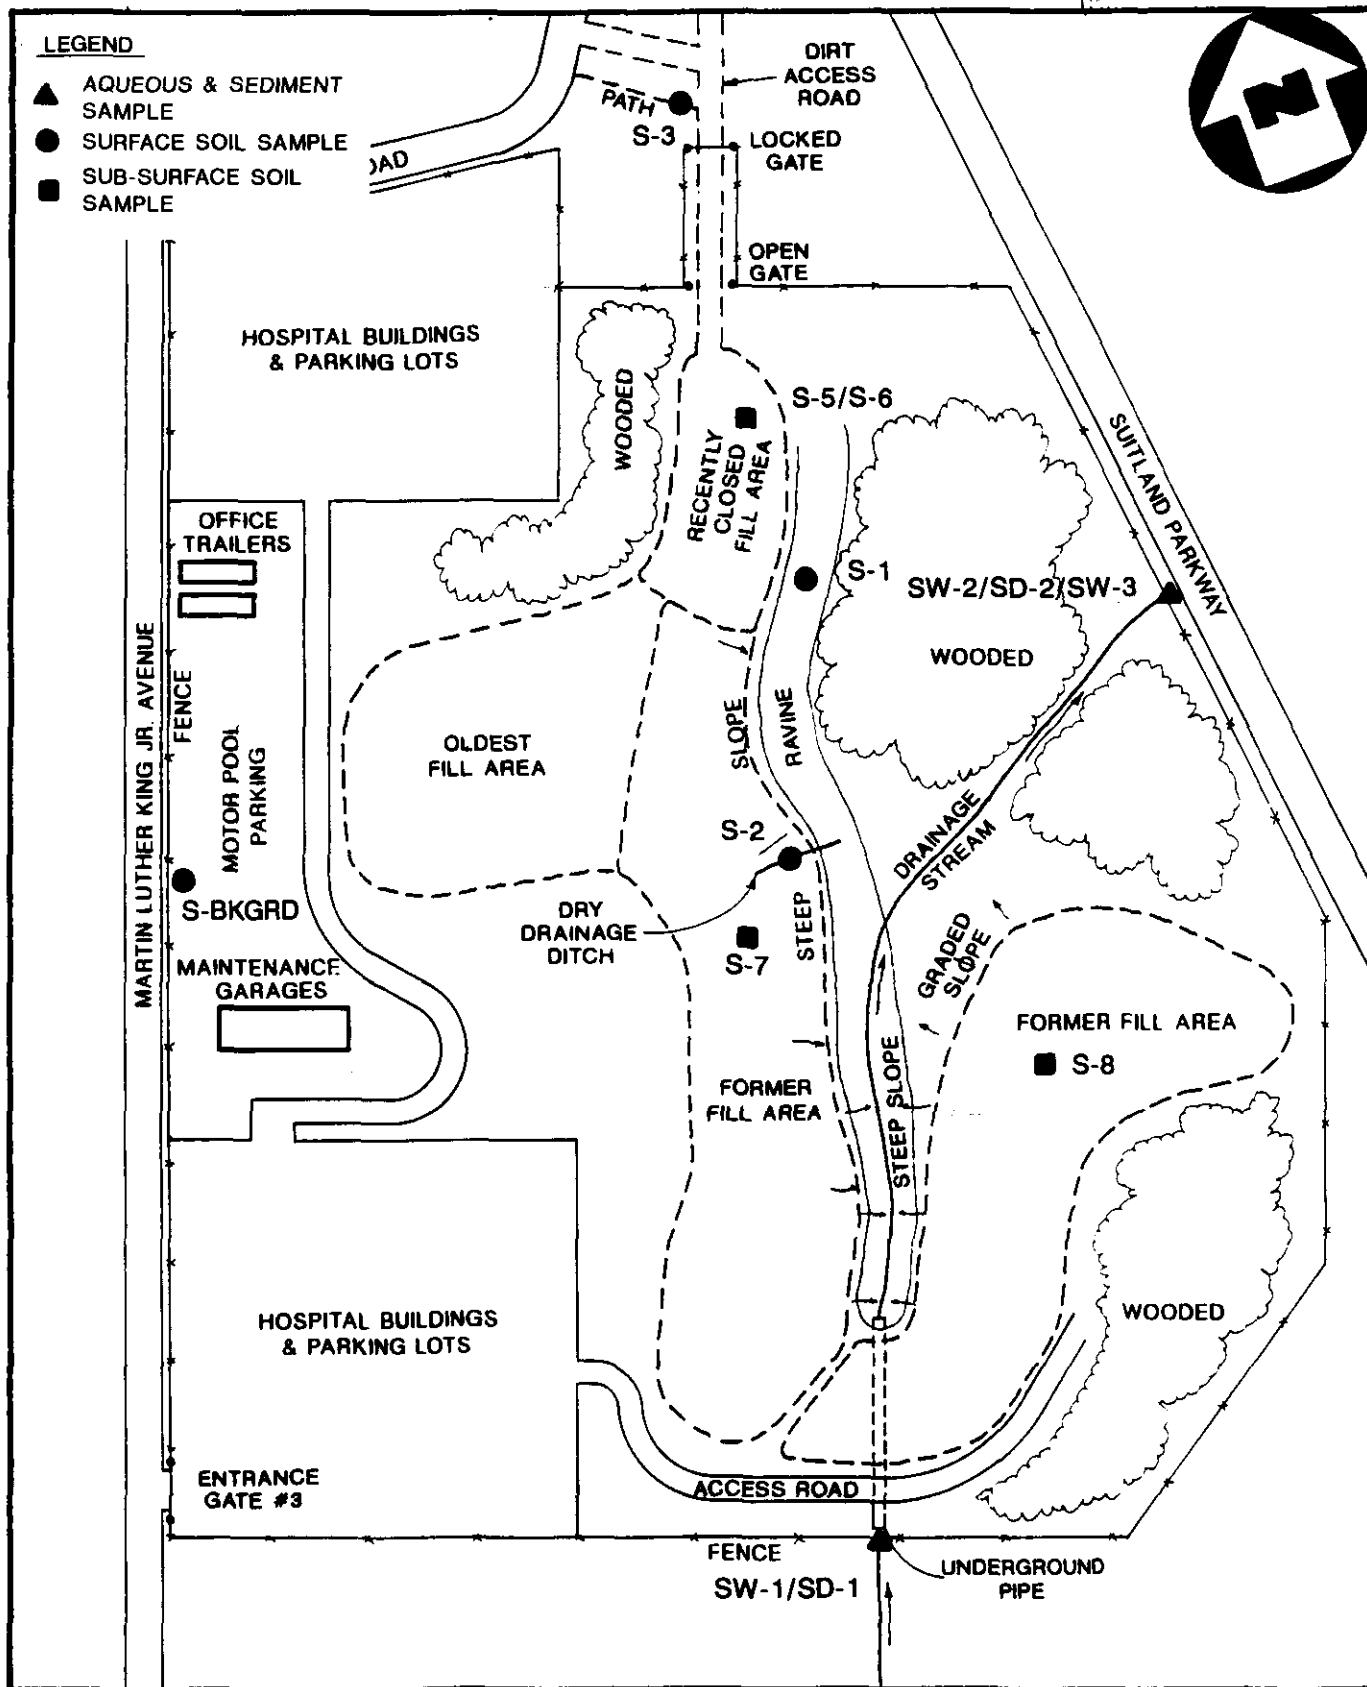 LEGEND
AQUEOUS & SEDIMENT
SAMPLE
SURFACE SOIL SAMPLE
SUB-SURFACE SOIL
SAMPLE
DIRT
ACCESS
ROAD
N
PATH
S-3
LOCKED
GATE
OPEN
GATE
HOSPITAL BUILDINGS
& PARKING LOTS
WOODED
S-5/S-6
RECENTLY
CLOSED
FILL AREA
SUITLAND PARKWAY
OFFICE
TRAILERS
S-1
SW-2/SD-2/SW-3
WOODED
MARTIN LUTHER KING JR. AVENUE
FENCE
MOTOR POOL
PARKING
OLDEST
FILL AREA
SLOPE
RAVINE
S-2
DRAINAGE
STREAM
S-BKGRD
DRY
DRAINAGE
DITCH
STEEP
S-7
GRADED
SLOPE
MAINTENANCE
GARAGES
FORMER FILL AREA
S-8
FORMER
FILL AREA
STEEP SLOPE
HOSPITAL BUILDINGS
& PARKING LOTS
WOODED
ENTRANCE
GATE #3
ACCESS ROAD
FENCE
SW-1/SD-1
UNDERGROUND
PIPE